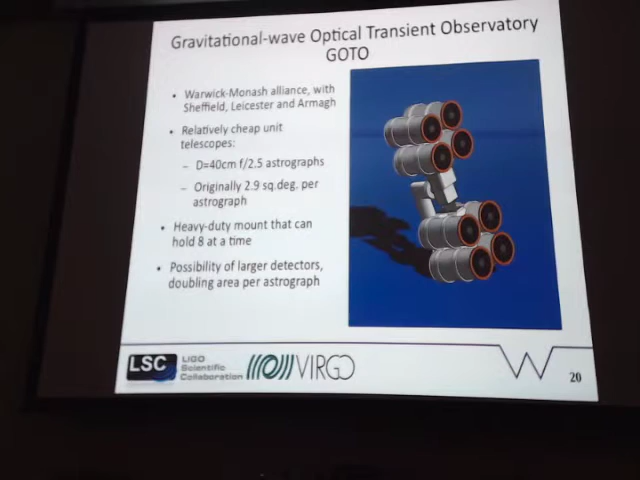 Gravitational-wave Optical Transient Observatory
GOTO
• Warwick-Monash alliance, with
Sheffield, Leicester and Armagh
• Relatively cheap unit
telescopes:
– D=40cm f/2.5 astrographs
– Originally 2.9 sq.deg. per
astrograph
• Heavy-duty mount that can
hold 8 at a time
• Possibility of larger detectors,
doubling area per astrograph
LSC
LIGO
Scientific
Collaboration
VIRGO
20